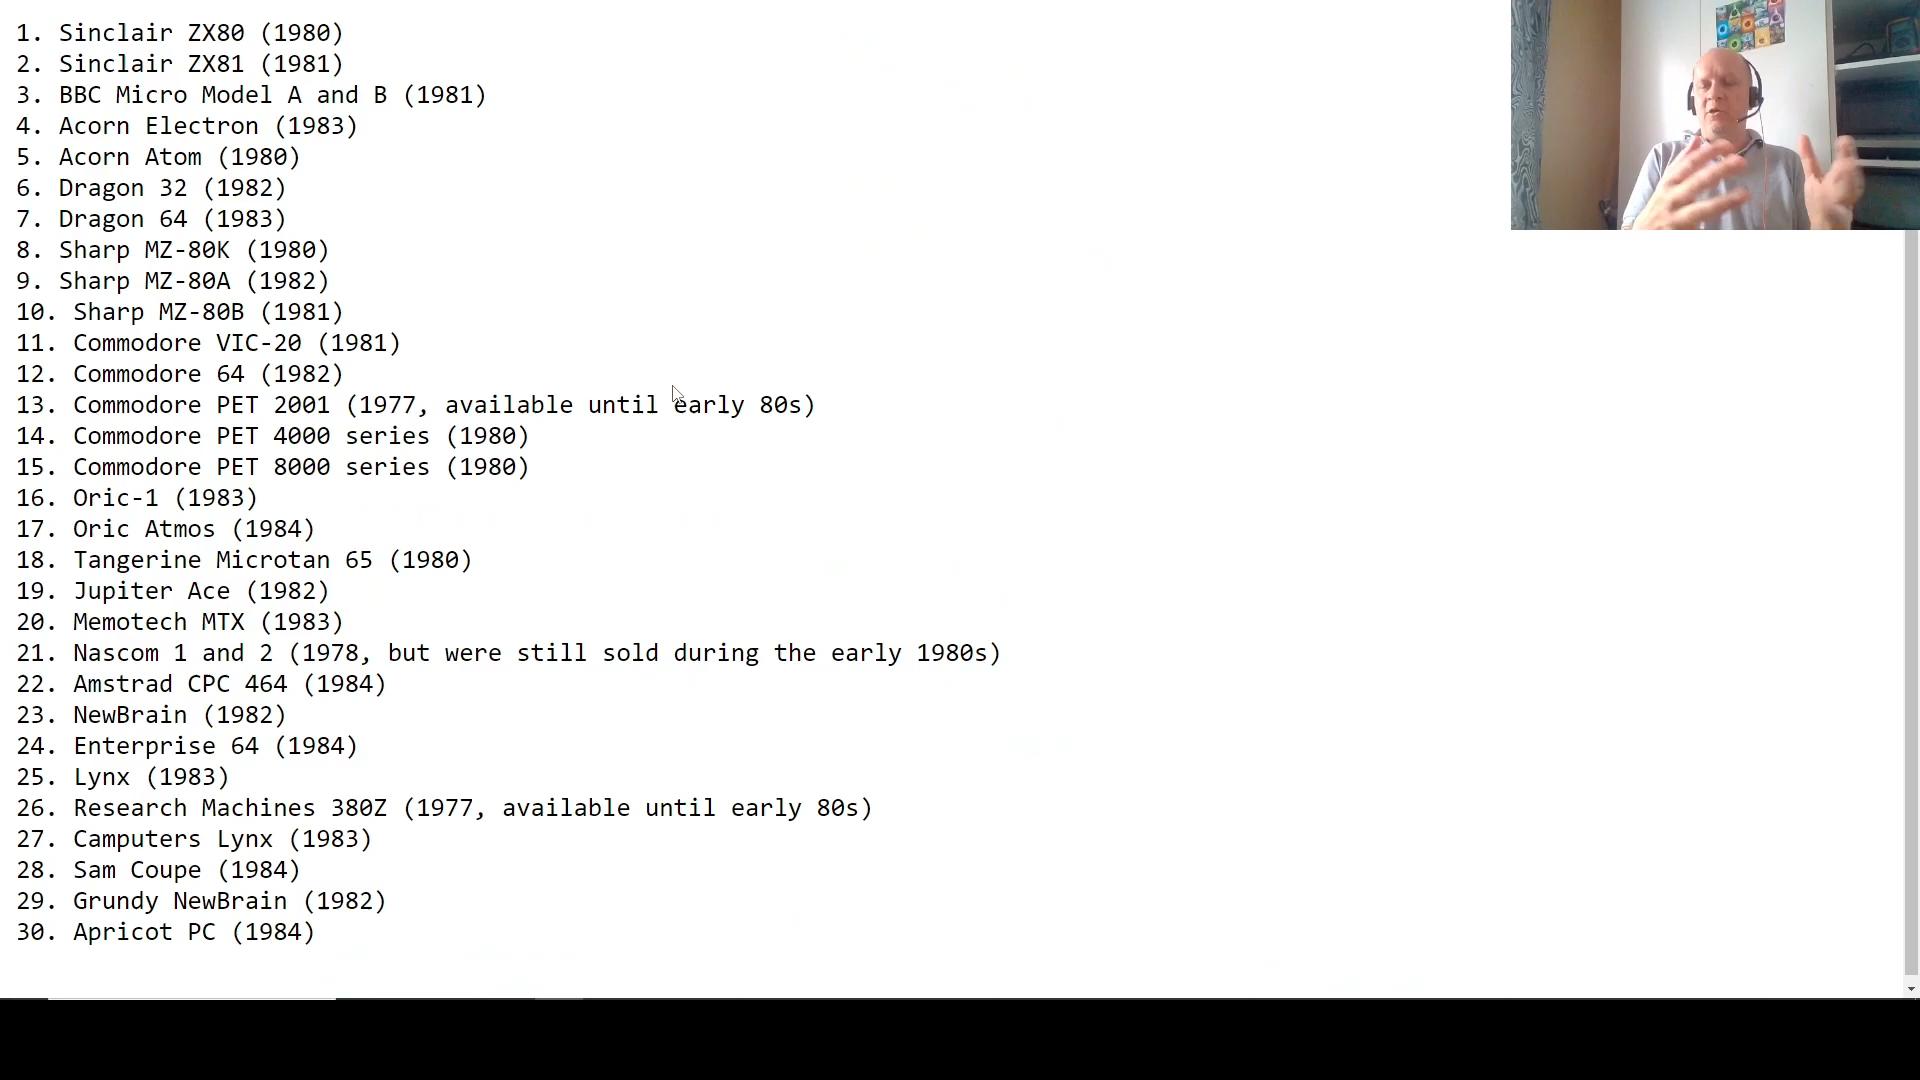 1. Sinclair ZX80 (1980)
2. Sinclair ZX81 (1981)
3. BBC Micro Model A and B (1981)
4. Acorn Electron (1983)
5. Acorn Atom (1980)
6. Dragon 32 (1982)
7. Dragon 64 (1983)
8. Sharp MZ-80K (1980)
9. Sharp MZ-80A (1982)
10. Sharp MZ-80B (1981)
11. Commodore VIC-20 (1981)
12. Commodore 64 (1982)
13. Commodore PET 2001 (1977, available until early 80s)
14. Commodore PET 4000 series (1980)
15. Commodore PET 8000 series (1980)
16. Oric-1 (1983)
17. Oric Atmos (1984)
18. Tangerine Microtan 65 (1980)
19. Jupiter Ace (1982)
20. Memotech MTX (1983)
21. Nascom 1 and 2 (1978, but were still sold during the early 1980s)
22. Amstrad CPC 464 (1984)
23. NewBrain (1982)
24. Enterprise 64 (1984)
25. Lynx (1983)
26. Research Machines 380Z (1977, available until early 80s)
27. Camputers Lynx (1983)
28. Sam Coupe (1984)
29. Grundy NewBrain (1982)
30. Apricot PC (1984)